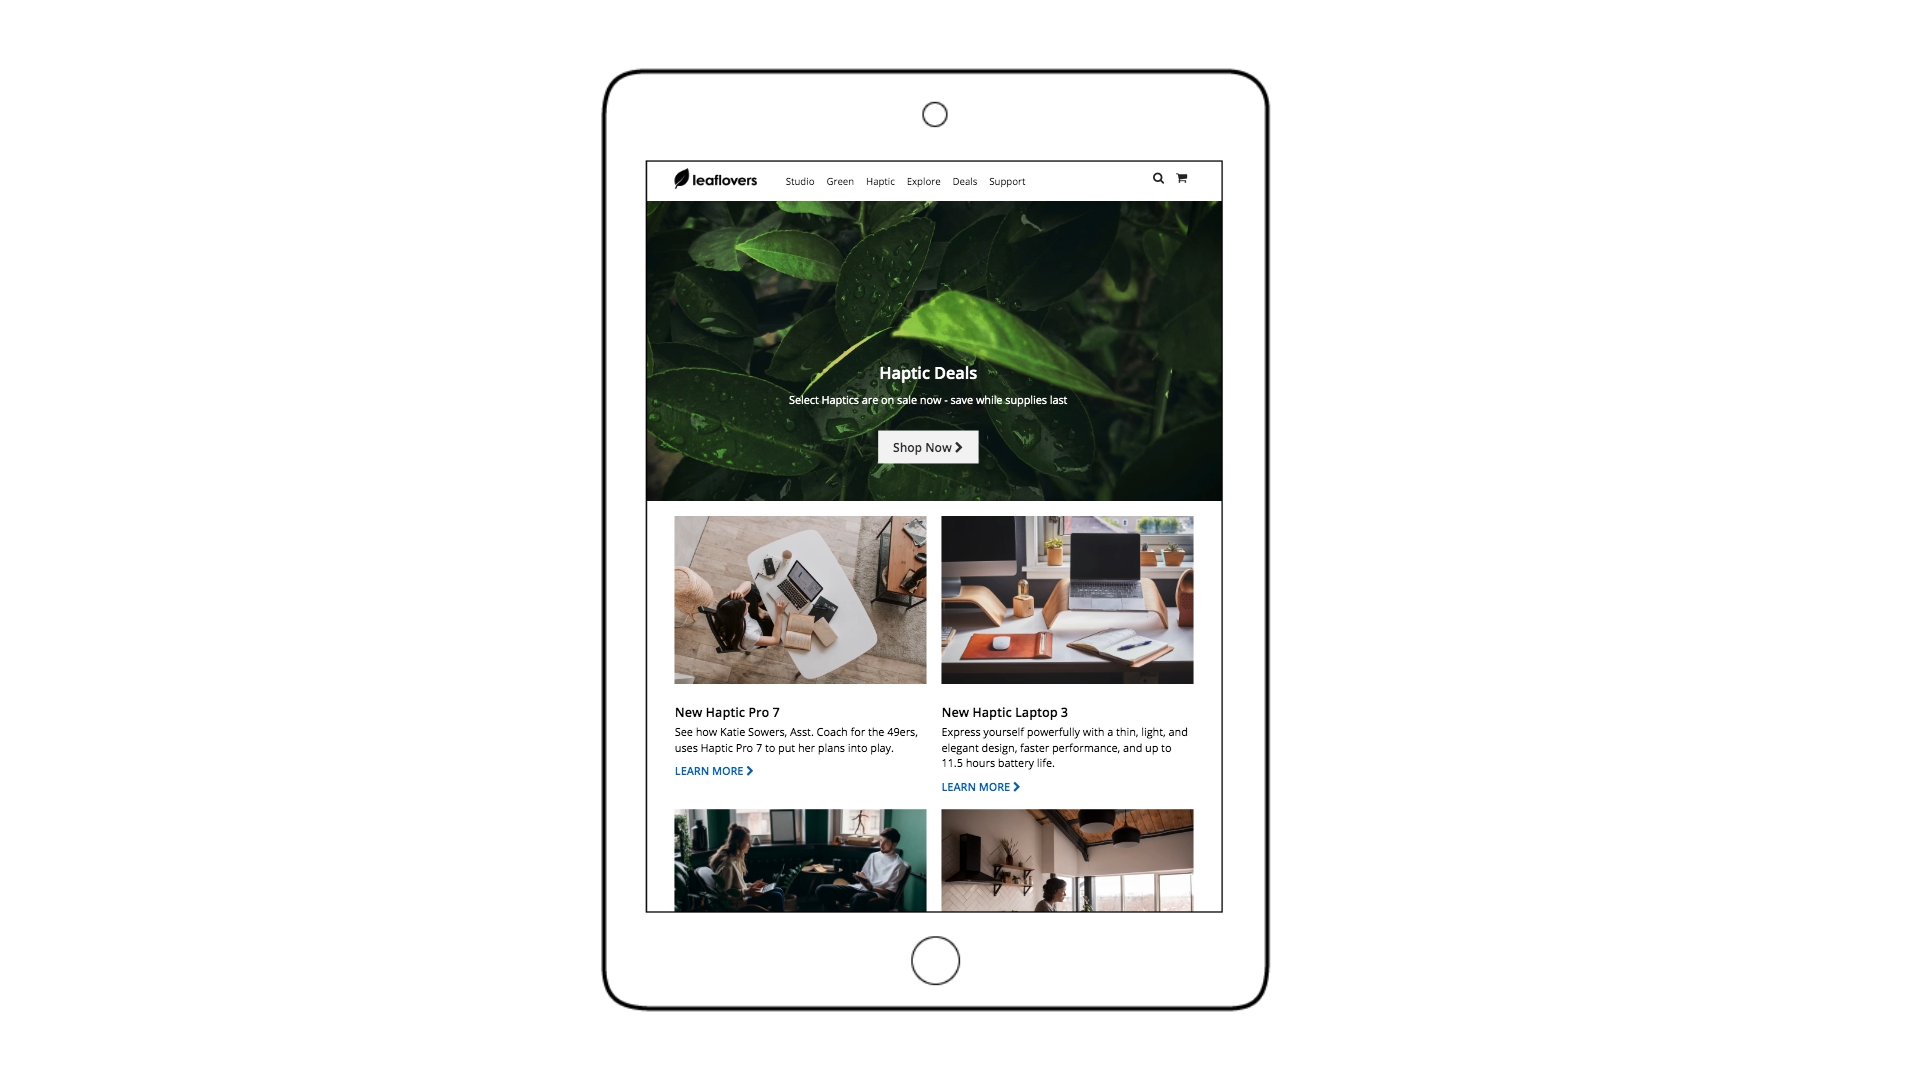 leaflovers
Studio Green Haptic Explore Deals Support
Haptic Deals
Select Haptics are on sale now - save while supplies last
Shop Now
New Haptic Pro 7
See how Katie Sowers, Asst. Coach for the 49ers,
uses Haptic Pro 7 to put her plans into play.
LEARN MORE
New Haptic Laptop 3
Express yourself powerfully with a thin, light, and
elegant design, faster performance, and up to
11.5 hours battery life.
LEARN MORE